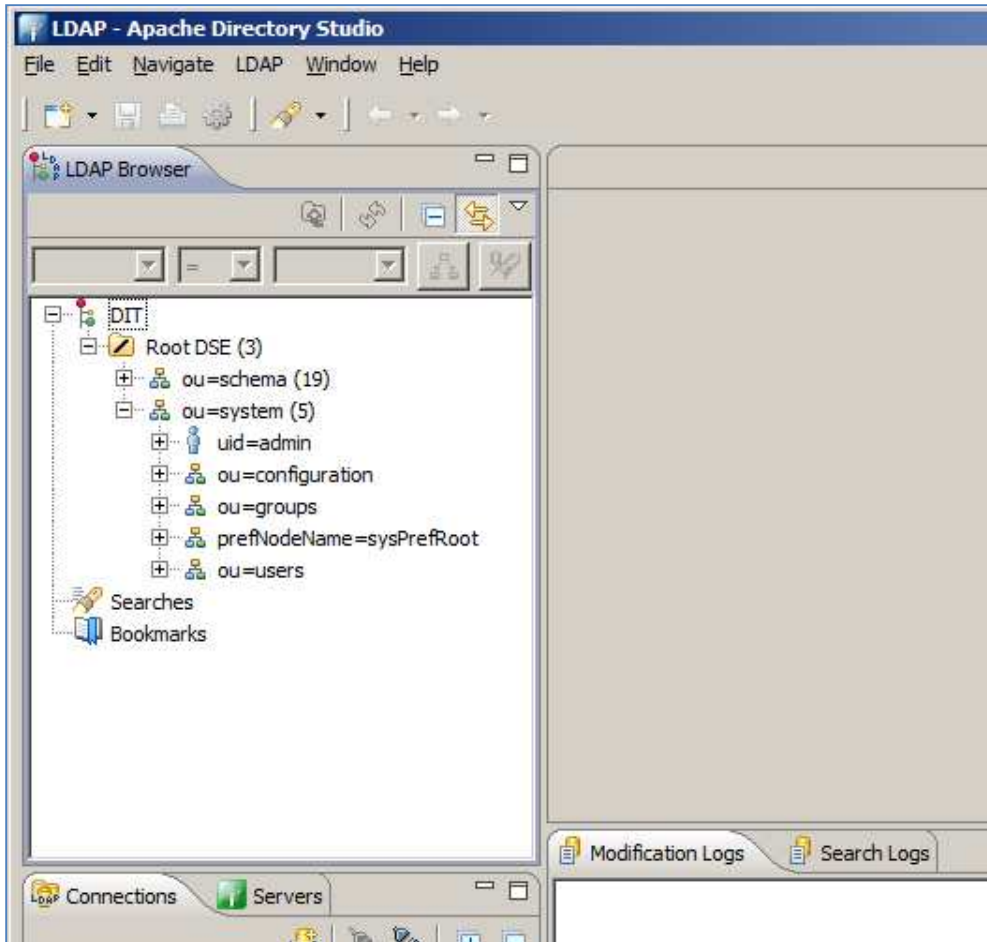 LDAP - Apache Directory Studio
File Edit Navigate LDAP Window Help
LDAP Browser
=
DIT
Root DSE (3)
ou=schema (19)
ou=system (5)
uid=admin
ou=configuration
ou=groups
prefNodeName=sysPrefRoot
ou=users
Searches
Bookmarks
Modification Logs Search Logs
Connections Servers